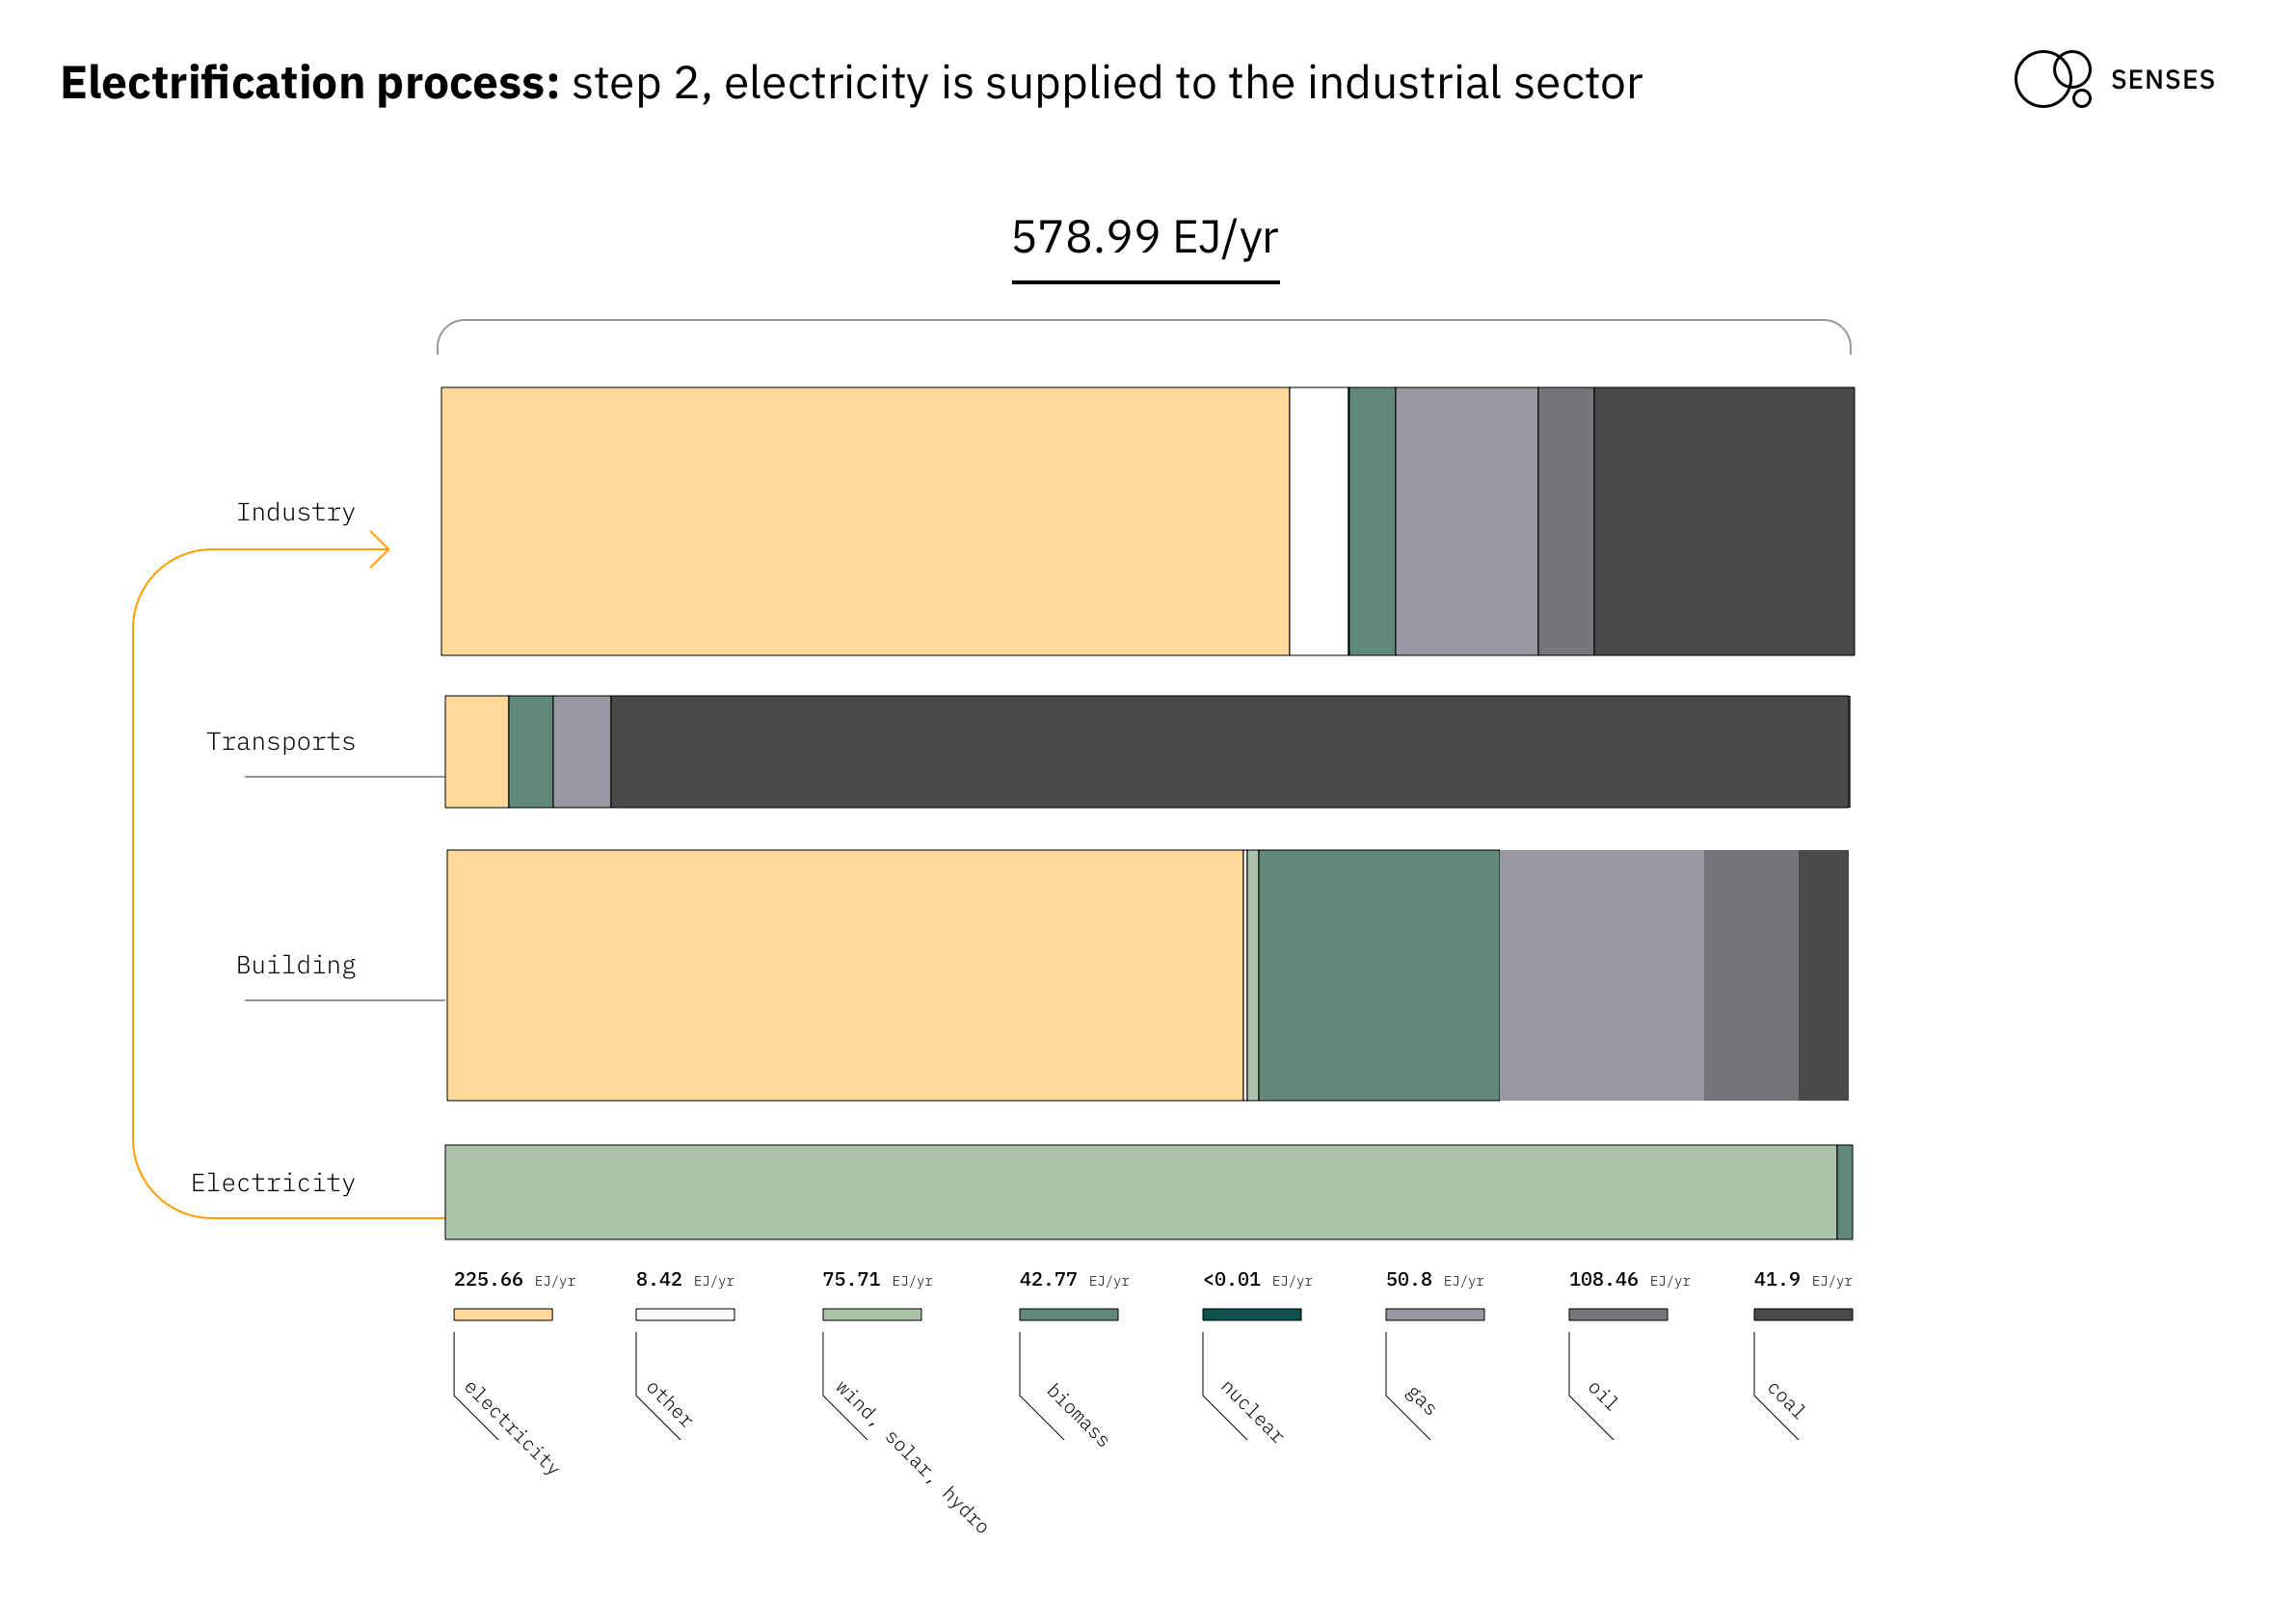 Electrification process: step 2, electricity is supplied to the industrial sector
SENSES
578.99 EJ/yr
Industry
Transports
Building
Electricity
225.66 EJ/yr
8.42 EJ/yr
75.71 EJ/yr
42.77 EJ/yr
<0.01 EJ/yr
50.8 EJ/yr
108.46 EJ/yr
41.9 EJ/yr
electricity
other
wind, solar, hydro
biomass
nuclear
gas
oil
coal